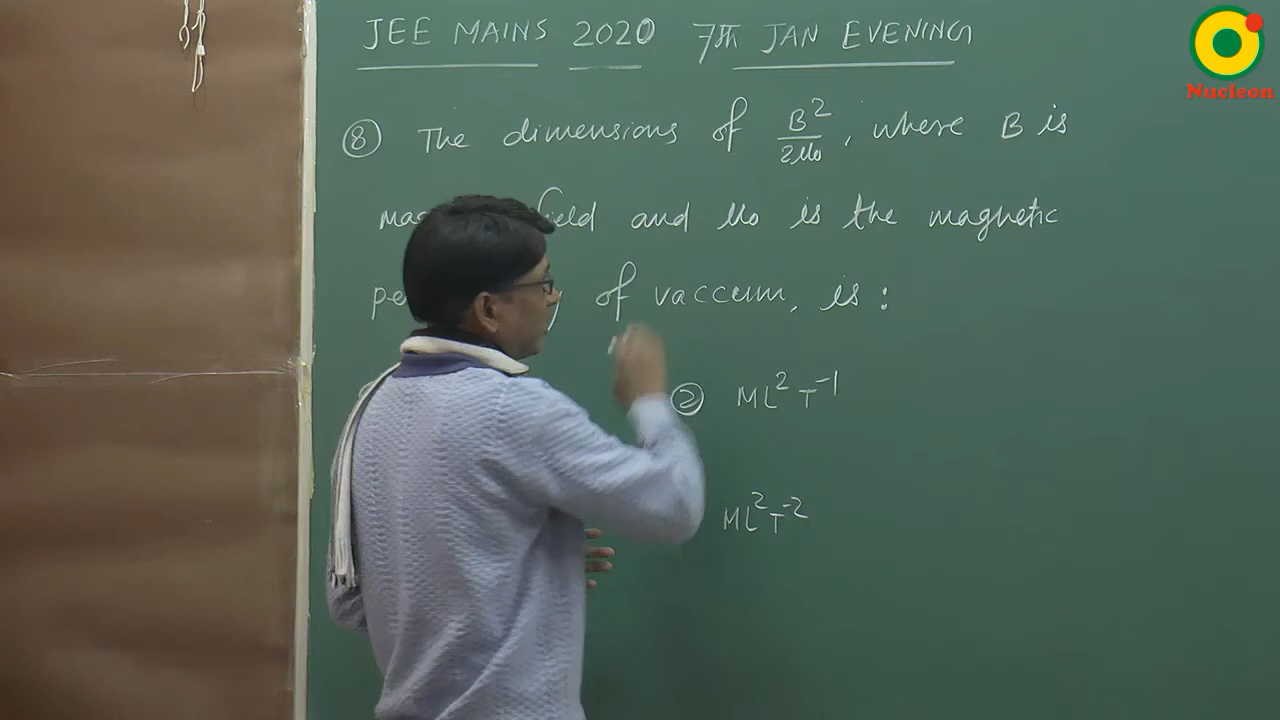 JEE MAINS 2020 7TH JAN EVENING
Nucleon
⑧ The dimensions of B²/2μ₀, where B is
and μ₀ is the magnetic
of vaccum, is:
② ML²T⁻¹
ML²T⁻²